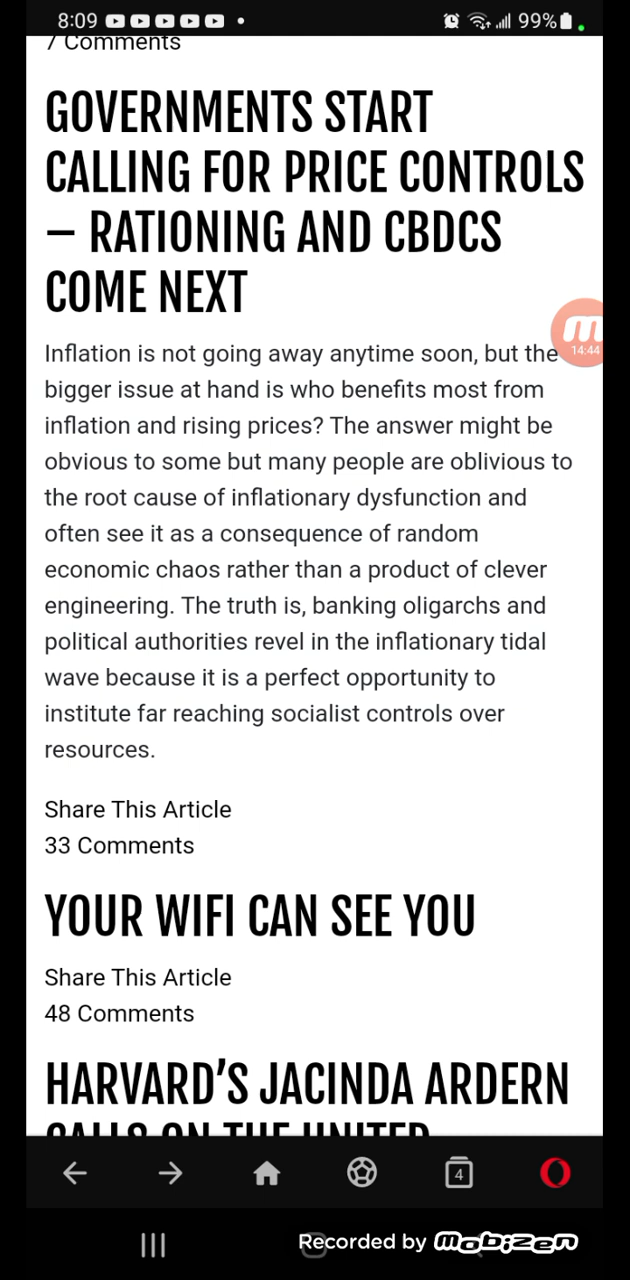 8:09 99%
7 Comments
GOVERNMENTS START
CALLING FOR PRICE CONTROLS
– RATIONING AND CBDCS
COME NEXT
14:44
Inflation is not going away anytime soon, but the
bigger issue at hand is who benefits most from
inflation and rising prices? The answer might be
obvious to some but many people are oblivious to
the root cause of inflationary dysfunction and
often see it as a consequence of random
economic chaos rather than a product of clever
engineering. The truth is, banking oligarchs and
political authorities revel in the inflationary tidal
wave because it is a perfect opportunity to
institute far reaching socialist controls over
resources.
Share This Article
33 Comments
YOUR WIFI CAN SEE YOU
Share This Article
48 Comments
HARVARD’S JACINDA ARDERN
CALLS ON THE UNITED
4
Recorded by mobizen